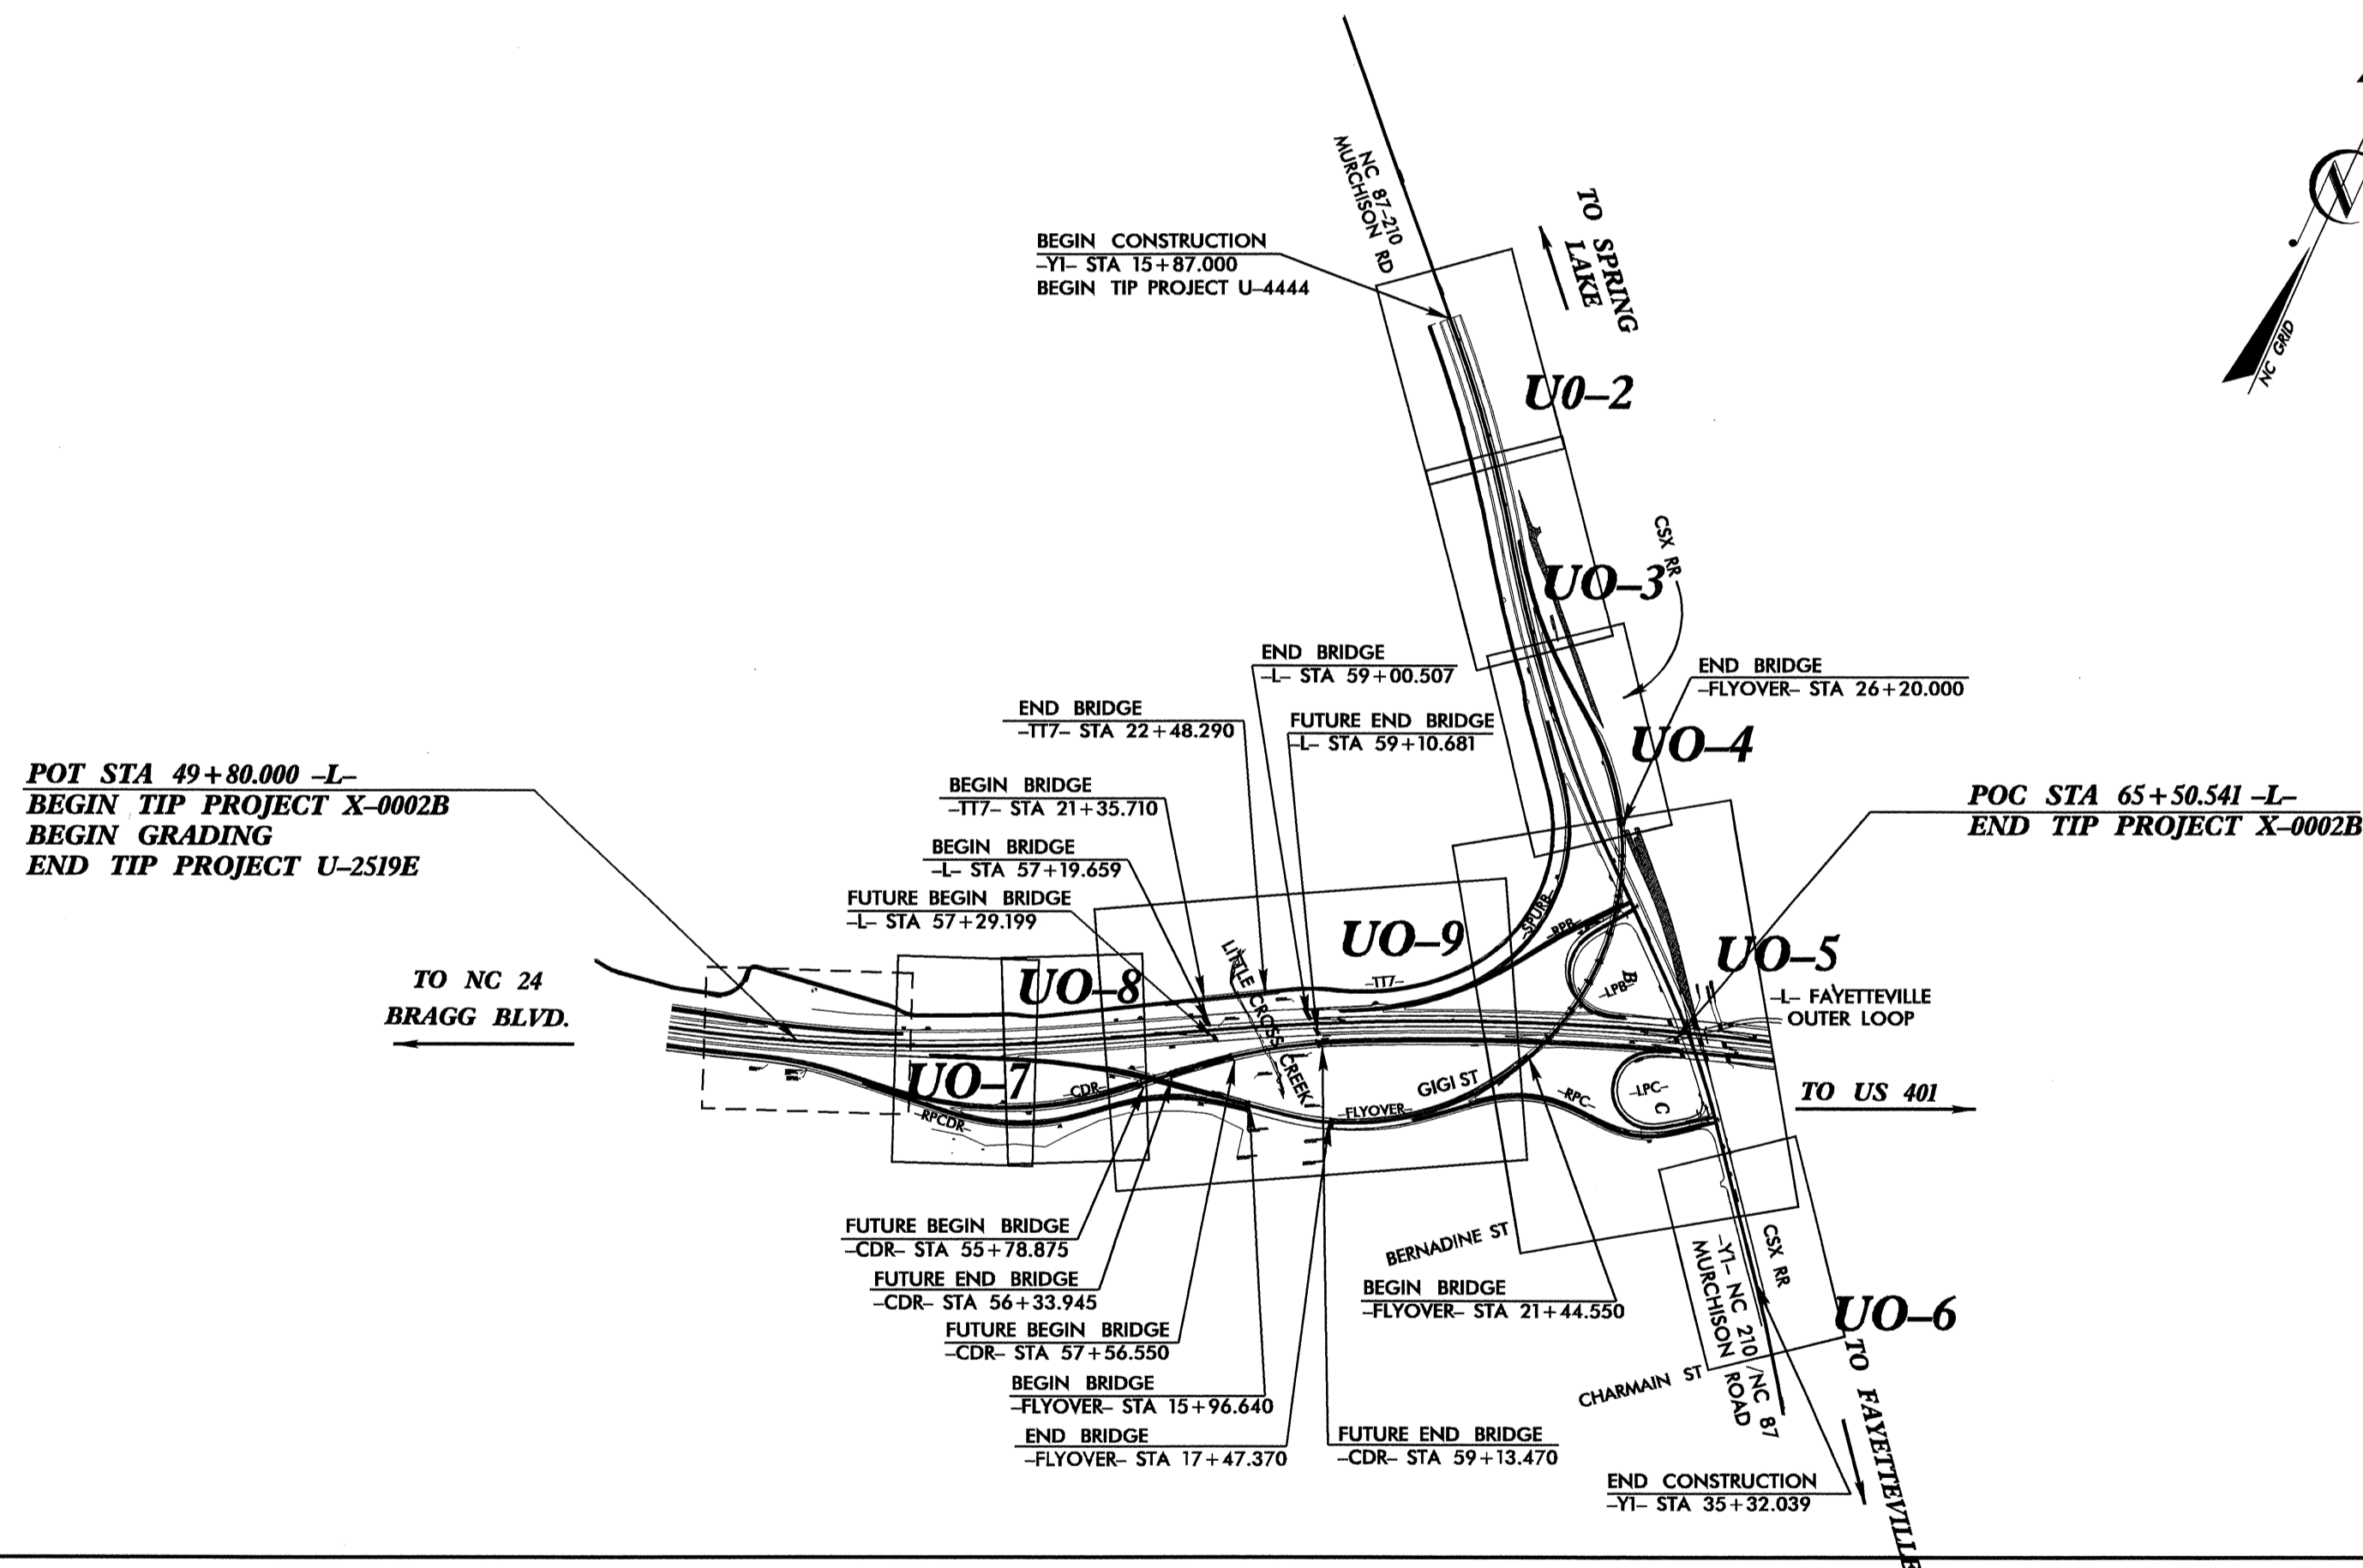 NC 87-210
MURCHISON RD
TO SPRING
LAKE
NC GRID
BEGIN CONSTRUCTION
-Y1- STA 15+87.000
BEGIN TIP PROJECT U-4444
U0-2
CSX RR
UO-3
END BRIDGE
-L- STA 59+00.507
END BRIDGE
-FLYOVER- STA 26+20.000
END BRIDGE
-TT7- STA 22+48.290
FUTURE END BRIDGE
-L- STA 59+10.681
UO-4
POT STA 49+80.000 -L-
BEGIN TIP PROJECT X-0002B
BEGIN GRADING
END TIP PROJECT U-2519E
BEGIN BRIDGE
-TT7- STA 21+35.710
POC STA 65+50.541 -L-
END TIP PROJECT X-0002B
BEGIN BRIDGE
-L- STA 57+19.659
FUTURE BEGIN BRIDGE
-L- STA 57+29.199
-SPURB-
-RPB-
UO-9
UO-5
LITTLE CROSS CREEK
TO NC 24
BRAGG BLVD.
UO-8
-TT7-
-LPB-
B
-L- FAYETTEVILLE
OUTER LOOP
UO-7
-CDR-
-RPCDR-
GIGI ST
-FLYOVER-
-RPC-
-LPC-
C
TO US 401
FUTURE BEGIN BRIDGE
-CDR- STA 55+78.875
BERNADINE ST
FUTURE END BRIDGE
-CDR- STA 56+33.945
BEGIN BRIDGE
-FLYOVER- STA 21+44.550
CSX RR
-Y1- NC 210/NC 87
MURCHISON ROAD
UO-6
FUTURE BEGIN BRIDGE
-CDR- STA 57+56.550
BEGIN BRIDGE
-FLYOVER- STA 15+96.640
CHARMAIN ST
TO FAYETTEVILLE
END BRIDGE
-FLYOVER- STA 17+47.370
FUTURE END BRIDGE
-CDR- STA 59+13.470
END CONSTRUCTION
-Y1- STA 35+32.039